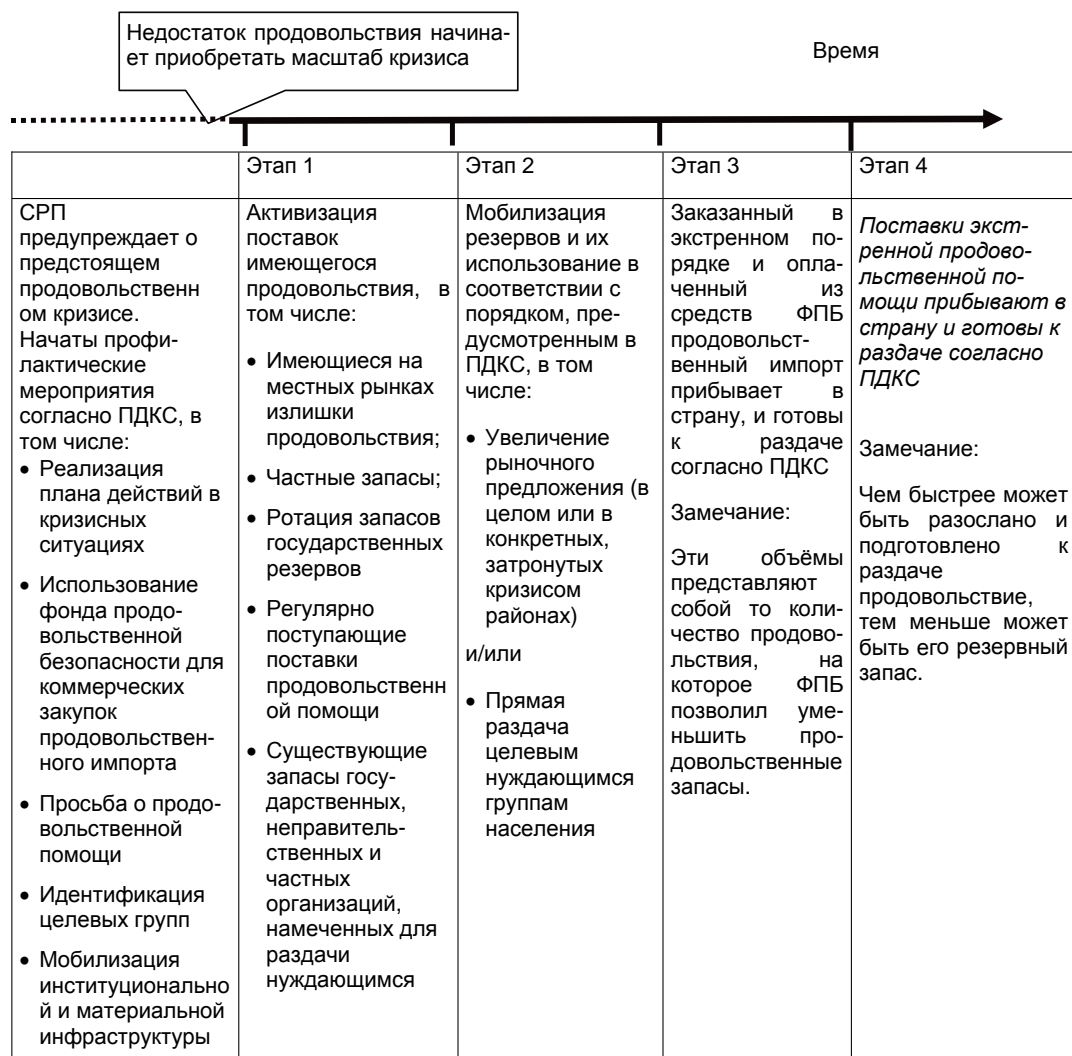 Недостаток продовольствия начина-
ет приобретать масштаб кризиса
Время
Этап 1
Этап 2
Этап 3
Этап 4
СРП
предупреждает о
предстоящем
продовольственн
ом кризисе.
Начаты профи-
лактические
мероприятия
согласно ПДКС, в
том числе:
• Реализация
плана действий в
кризисных
ситуациях
• Использование
фонда продо-
вольственной
безопасности для
коммерческих
закупок
продовольствен-
ного импорта
• Просьба о продо-
вольственной
помощи
• Идентификация
целевых групп
• Мобилизация
институционально
й и материальной
инфраструктуры
Активизация
поставок
имеющегося
продовольствия, в
том числе:
• Имеющиеся на
местных рынках
излишки
продовольствия;
• Частные запасы;
• Ротация запасов
государственных
резервов
• Регулярно
поступающие
поставки
продовольственн
ой помощи
• Существующие
запасы госу-
дарственных,
неправитель-
ственных и
частных
организаций,
намеченных для
раздачи
нуждающимся
Мобилизация
резервов и их
использование в
соответствии с
порядком, пре-
дусмотренным в
ПДКС, в том
числе:
• Увеличение
рыночного
предложения (в
целом или в
конкретных,
затронутых
кризисом
районах)
и/или
• Прямая
раздача
целевым
нуждающимся
группам
населения
Заказанный в
экстренном по-
рядке и опла-
ченный из
средств ФПБ
продовольст-
венный импорт
прибывает в
страну, и готовы
к раздаче
согласно ПДКС
Замечание:
Эти объёмы
представляют
собой то коли-
чество продово-
льствия, на
которое ФПБ
позволил уме-
ньшить про-
довольственные
запасы.
Поставки экст-
ренной продово-
льственной по-
мощи прибывают в
страну и готовы к
раздаче согласно
ПДКС
Замечание:
Чем быстрее может
быть разослано и
подготовлено к
раздаче
продовольствие,
тем меньше может
быть его резервный
запас.